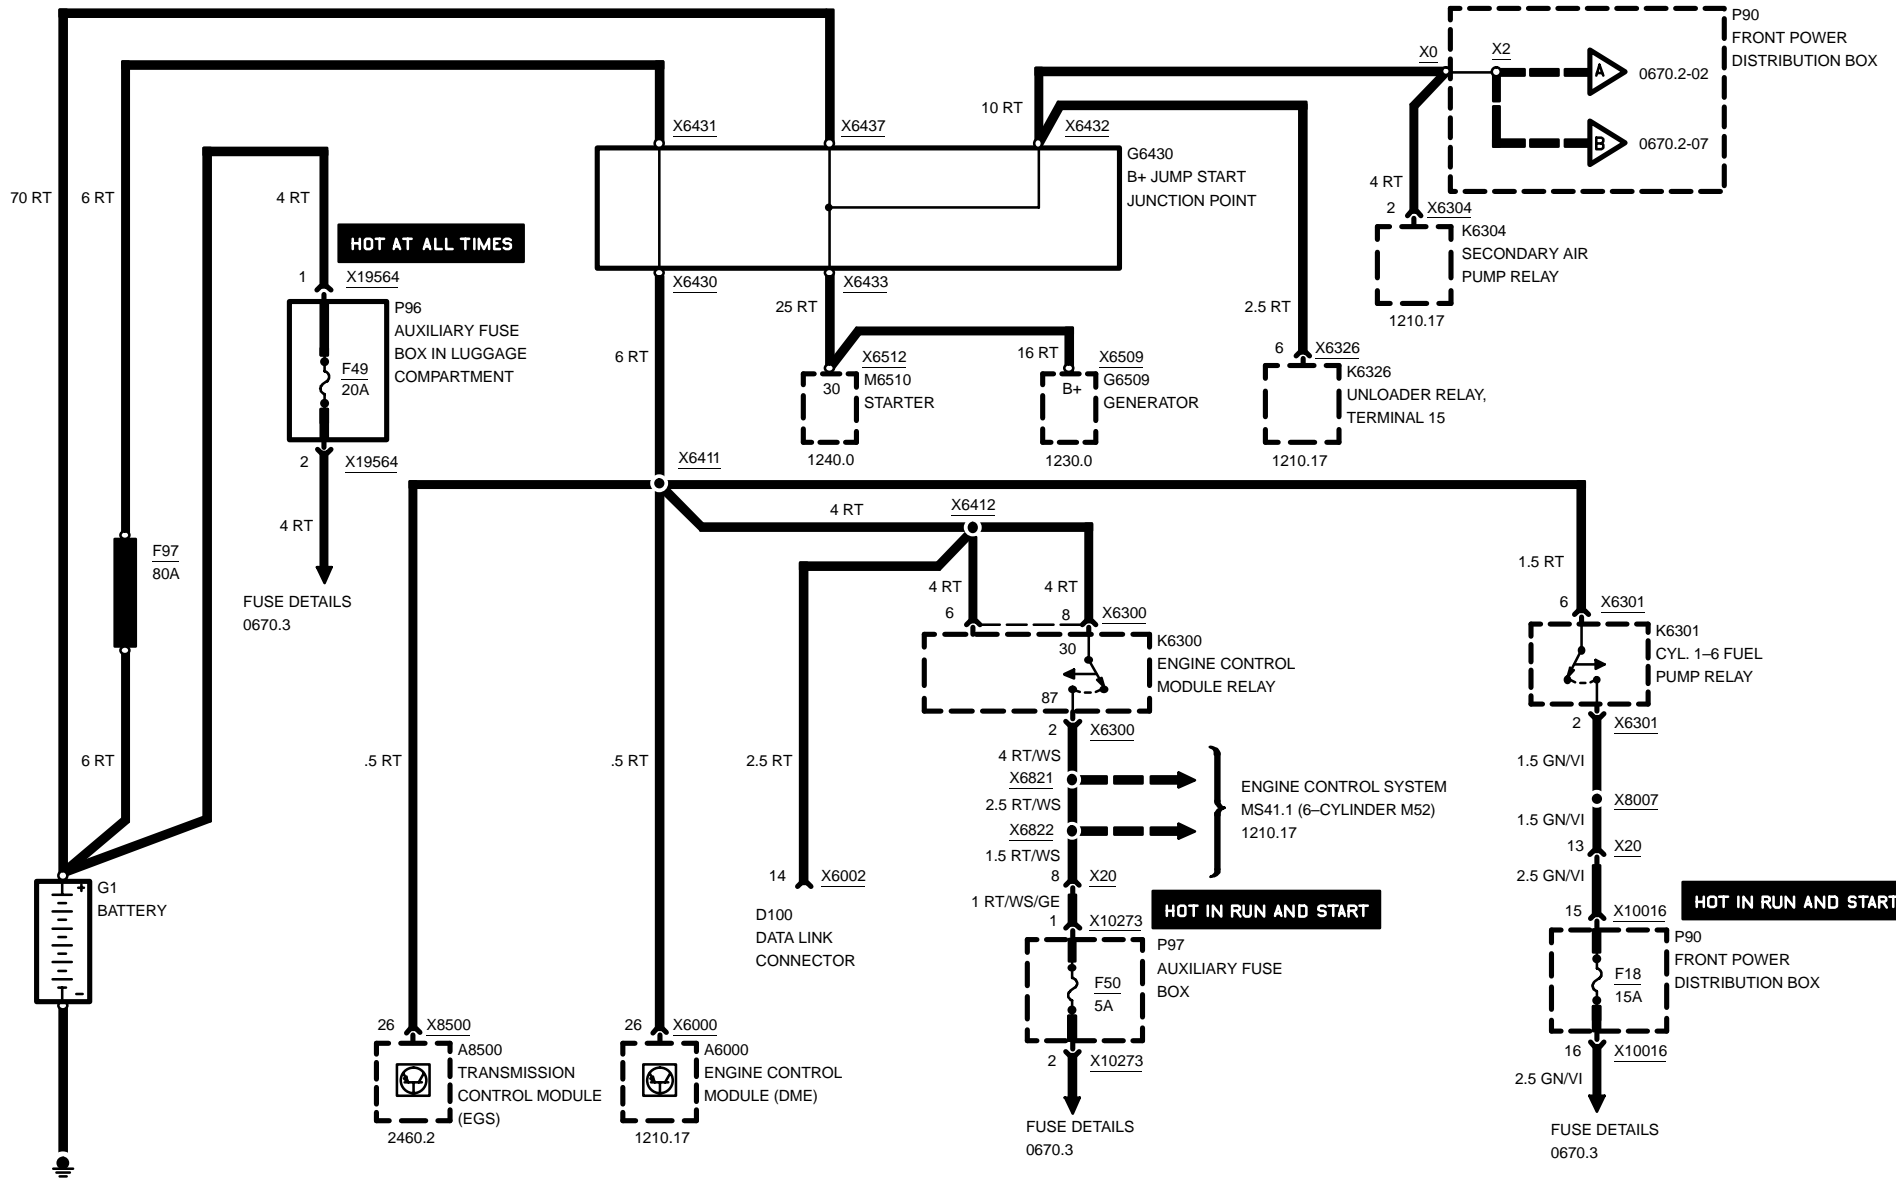 P90
FRONT POWER
DISTRIBUTION BOX
X0
X2
A
0670.2-02
B
0670.2-07
10 RT
X6431
X6437
X6432
G6430
B+ JUMP START
JUNCTION POINT
4 RT
2
X6304
K6304
SECONDARY AIR
PUMP RELAY
1210.17
70 RT
6 RT
4 RT
HOT AT ALL TIMES
1
X19564
P96
AUXILIARY FUSE
BOX IN LUGGAGE
COMPARTMENT
F49
20A
2
X19564
4 RT
FUSE DETAILS
0670.3
X6430
X6433
25 RT
6 RT
X6512
30
M6510
STARTER
1240.0
16 RT
X6509
B+
G6509
GENERATOR
1230.0
2.5 RT
6
X6326
K6326
UNLOADER RELAY,
TERMINAL 15
1210.17
X6411
4 RT
X6412
F97
80A
4 RT
4 RT
6
8
X6300
K6300
ENGINE CONTROL
MODULE RELAY
30
87
2
X6300
1.5 RT
6
X6301
K6301
CYL. 1–6 FUEL
PUMP RELAY
2
X6301
6 RT
.5 RT
.5 RT
2.5 RT
4 RT/WS
X6821
2.5 RT/WS
X6822
1.5 RT/WS
ENGINE CONTROL SYSTEM
MS41.1 (6–CYLINDER M52)
1210.17
1.5 GN/VI
X8007
1.5 GN/VI
13
X20
2.5 GN/VI
14
X6002
D100
DATA LINK
CONNECTOR
8
X20
1 RT/WS/GE
1
X10273
HOT IN RUN AND START
P97
AUXILIARY FUSE
BOX
F50
5A
2
X10273
FUSE DETAILS
0670.3
15
X10016
HOT IN RUN AND START
P90
FRONT POWER
DISTRIBUTION BOX
F18
15A
16
X10016
2.5 GN/VI
FUSE DETAILS
0670.3
+
G1
BATTERY
–
26
X8500
A8500
TRANSMISSION
CONTROL MODULE
(EGS)
2460.2
26
X6000
A6000
ENGINE CONTROL
MODULE (DME)
1210.17